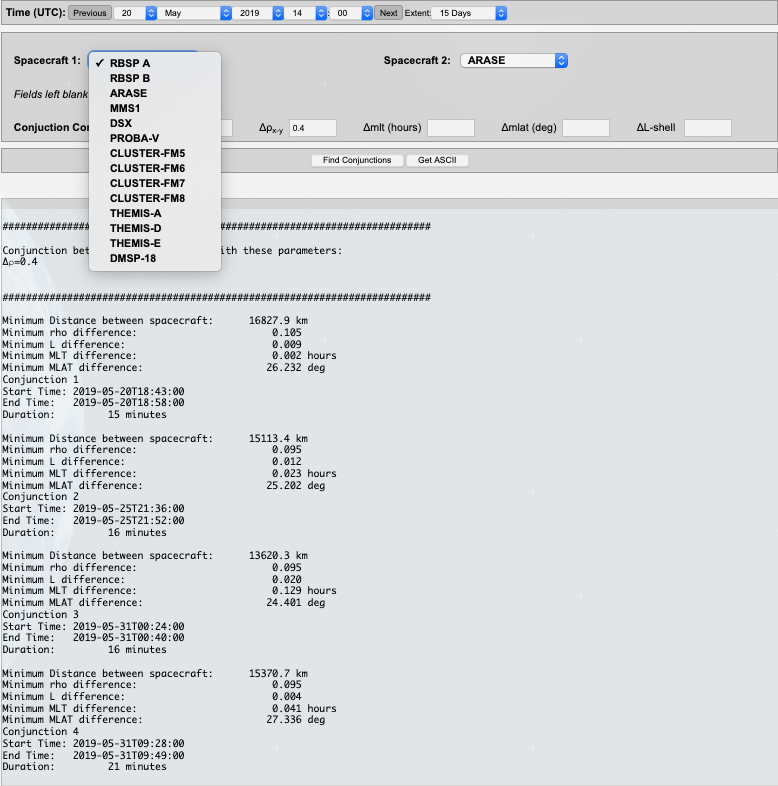 Time (UTC): Previous 20 May 2019 14 : 00 Next Extent: 15 Days
Spacecraft 1: Spacecraft 2: ARASE
✓ RBSP A
RBSP B
ARASE
MMS1
DSX
PROBA-V
CLUSTER-FM5
CLUSTER-FM6
CLUSTER-FM7
CLUSTER-FM8
THEMIS-A
THEMIS-D
THEMIS-E
DMSP-18
Fields left blank
Conjuction Cor Δρx-y 0.4 Δmlt (hours) Δmlat (deg) ΔL-shell
Find Conjunctions Get ASCII
Conjunction bet ith these parameters:
Δρ=0.4
Minimum Distance between spacecraft: 16827.9 km
Minimum rho difference: 0.105
Minimum L difference: 0.009
Minimum MLT difference: 0.002 hours
Minimum MLAT difference: 26.232 deg
Conjunction 1
Start Time: 2019-05-20T18:43:00
End Time: 2019-05-20T18:58:00
Duration: 15 minutes
Minimum Distance between spacecraft: 15113.4 km
Minimum rho difference: 0.095
Minimum L difference: 0.012
Minimum MLT difference: 0.023 hours
Minimum MLAT difference: 25.202 deg
Conjunction 2
Start Time: 2019-05-25T21:36:00
End Time: 2019-05-25T21:52:00
Duration: 16 minutes
Minimum Distance between spacecraft: 13620.3 km
Minimum rho difference: 0.095
Minimum L difference: 0.020
Minimum MLT difference: 0.129 hours
Minimum MLAT difference: 24.401 deg
Conjunction 3
Start Time: 2019-05-31T00:24:00
End Time: 2019-05-31T00:40:00
Duration: 16 minutes
Minimum Distance between spacecraft: 15370.7 km
Minimum rho difference: 0.095
Minimum L difference: 0.004
Minimum MLT difference: 0.041 hours
Minimum MLAT difference: 27.336 deg
Conjunction 4
Start Time: 2019-05-31T09:28:00
End Time: 2019-05-31T09:49:00
Duration: 21 minutes